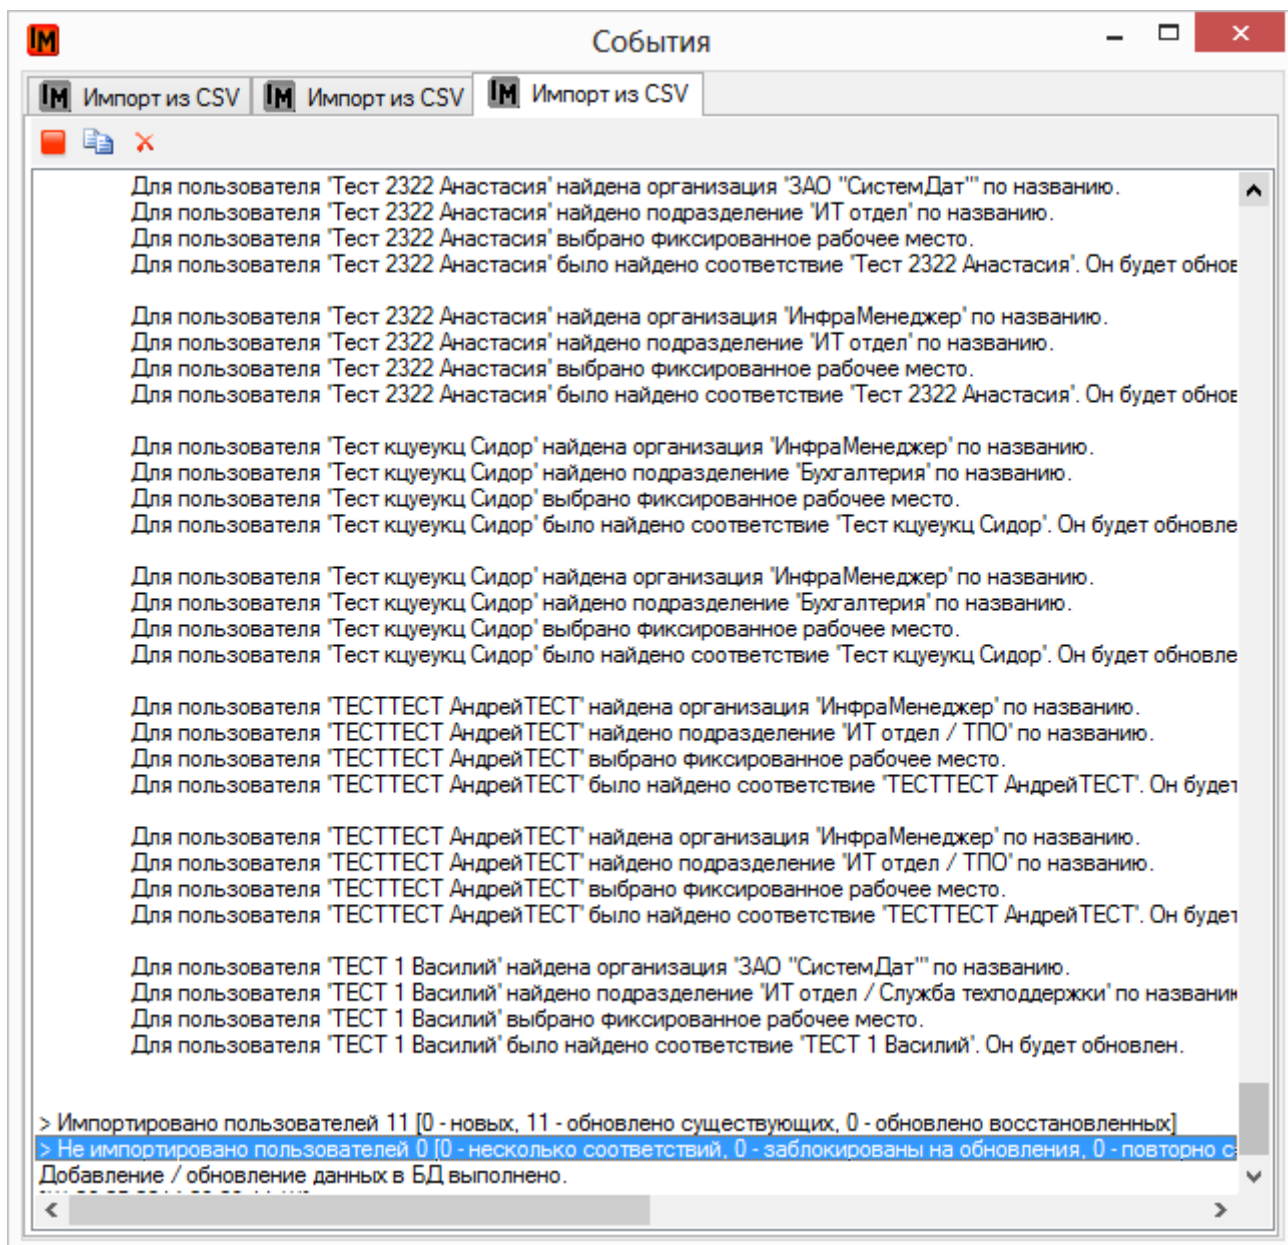 IM
События
IM Импорт из CSV IM Импорт из CSV IM Импорт из CSV
Для пользователя 'Тест 2322 Анастасия' найдена организация 'ЗАО "СистемДат"' по названию.
Для пользователя 'Тест 2322 Анастасия' найдено подразделение 'ИТ отдел' по названию.
Для пользователя 'Тест 2322 Анастасия' выбрано фиксированное рабочее место.
Для пользователя 'Тест 2322 Анастасия' было найдено соответствие 'Тест 2322 Анастасия'. Он будет обнов
Для пользователя 'Тест 2322 Анастасия' найдена организация 'ИнфраМенеджер' по названию.
Для пользователя 'Тест 2322 Анастасия' найдено подразделение 'ИТ отдел' по названию.
Для пользователя 'Тест 2322 Анастасия' выбрано фиксированное рабочее место.
Для пользователя 'Тест 2322 Анастасия' было найдено соответствие 'Тест 2322 Анастасия'. Он будет обнов
Для пользователя 'Тест кцуеукц Сидор' найдена организация 'ИнфраМенеджер' по названию.
Для пользователя 'Тест кцуеукц Сидор' найдено подразделение 'Бухгалтерия' по названию.
Для пользователя 'Тест кцуеукц Сидор' выбрано фиксированное рабочее место.
Для пользователя 'Тест кцуеукц Сидор' было найдено соответствие 'Тест кцуеукц Сидор'. Он будет обновле
Для пользователя 'Тест кцуеукц Сидор' найдена организация 'ИнфраМенеджер' по названию.
Для пользователя 'Тест кцуеукц Сидор' найдено подразделение 'Бухгалтерия' по названию.
Для пользователя 'Тест кцуеукц Сидор' выбрано фиксированное рабочее место.
Для пользователя 'Тест кцуеукц Сидор' было найдено соответствие 'Тест кцуеукц Сидор'. Он будет обновле
Для пользователя 'ТЕСТТЕСТ АндрейТЕСТ' найдена организация 'ИнфраМенеджер' по названию.
Для пользователя 'ТЕСТТЕСТ АндрейТЕСТ' найдено подразделение 'ИТ отдел / ТПО' по названию.
Для пользователя 'ТЕСТТЕСТ АндрейТЕСТ' выбрано фиксированное рабочее место.
Для пользователя 'ТЕСТТЕСТ АндрейТЕСТ' было найдено соответствие 'ТЕСТТЕСТ АндрейТЕСТ'. Он будет
Для пользователя 'ТЕСТТЕСТ АндрейТЕСТ' найдена организация 'ИнфраМенеджер' по названию.
Для пользователя 'ТЕСТТЕСТ АндрейТЕСТ' найдено подразделение 'ИТ отдел / ТПО' по названию.
Для пользователя 'ТЕСТТЕСТ АндрейТЕСТ' выбрано фиксированное рабочее место.
Для пользователя 'ТЕСТТЕСТ АндрейТЕСТ' было найдено соответствие 'ТЕСТТЕСТ АндрейТЕСТ'. Он будет
Для пользователя 'ТЕСТ 1 Василий' найдена организация 'ЗАО "СистемДат"' по названию.
Для пользователя 'ТЕСТ 1 Василий' найдено подразделение 'ИТ отдел / Служба техподдержки' по названи
Для пользователя 'ТЕСТ 1 Василий' выбрано фиксированное рабочее место.
Для пользователя 'ТЕСТ 1 Василий' было найдено соответствие 'ТЕСТ 1 Василий'. Он будет обновлен.
> Импортировано пользователей 11 [0 - новых, 11 - обновлено существующих, 0 - обновлено восстановленных]
> Не импортировано пользователей 0 [0 - несколько соответствий, 0 - заблокированы на обновления, 0 - повторно с
Добавление / обновление данных в БД выполнено.